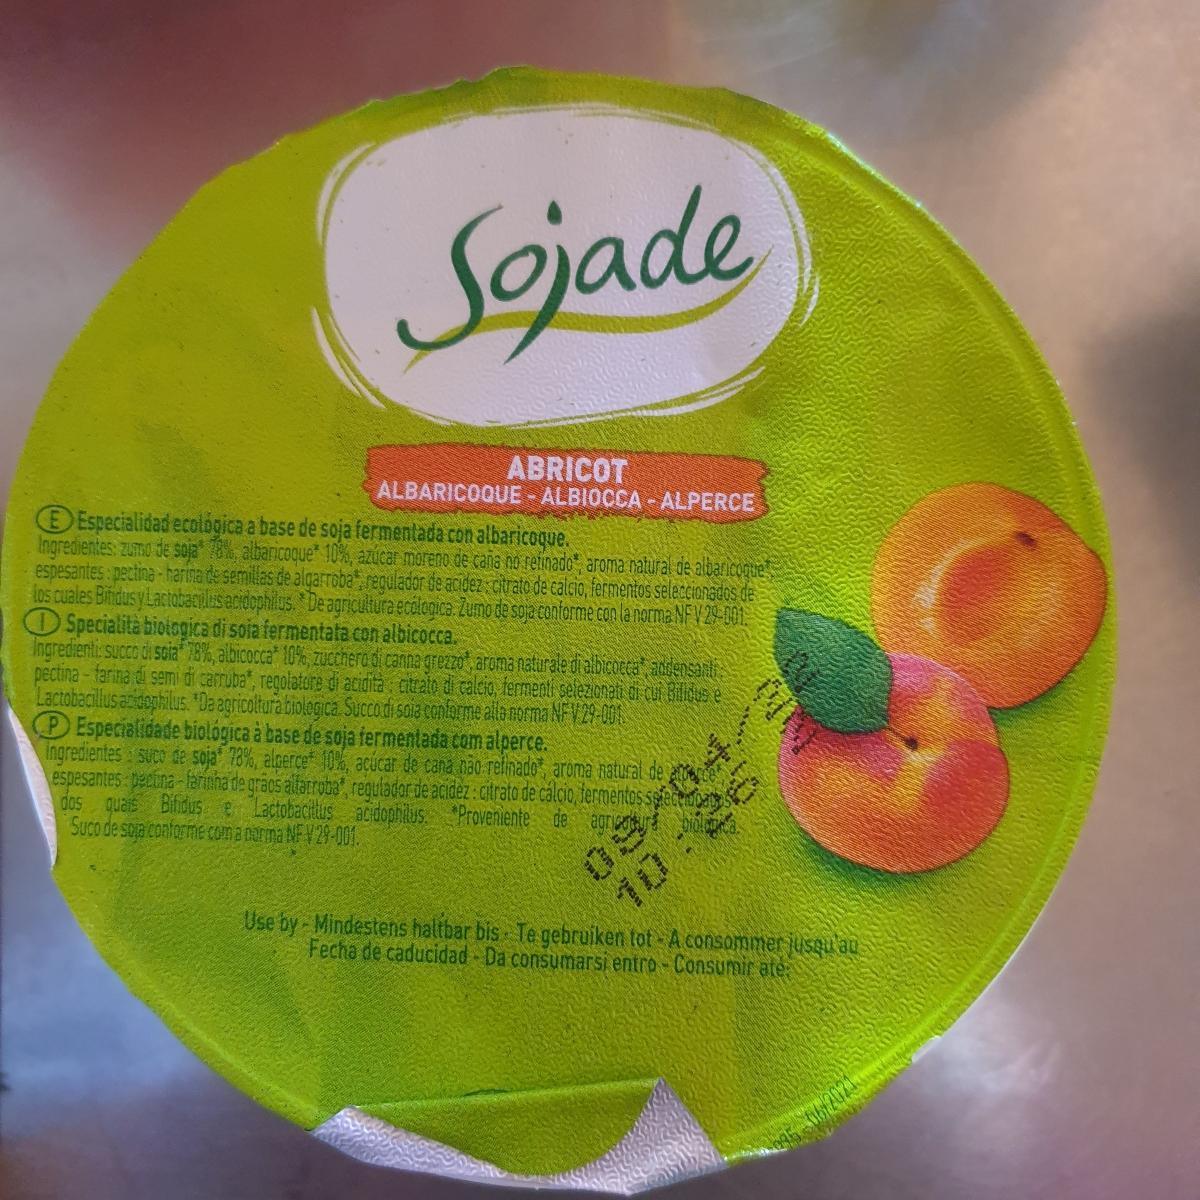 Sojade
ABRICOT
ALBARICOQUE - ALBIOCCA - ALPERCE
E Especialidad ecológica a base de soja fermentada con albaricoque.
Ingredientes: zumo de soja* 78%, albaricoque* 10%, azúcar moreno de caña no refinado*, aroma natural de albaricoque*,
espesantes : pectina - harina de semillas de algarroba*, regulador de acidez : citrato de calcio, fermentos seleccionados de
los cuales Bifidus y Lactobacillus acidophilus. *De agricultura ecológica. Zumo de soja conforme con la norma NF V 29-001.
I Specialità biologica di soia fermentata con albicocca.
Ingredienti: succo di soia* 78%, albicocca* 10%, zucchero di canna grezzo*, aroma naturale di albicocca*, addensanti :
pectina - farina di semi di carruba*, regolatore di acidità : citrato di calcio, fermenti selezionati di cui Bifidus e
Lactobacillus acidophilus. *Da agricoltura biologica. Succo di soia conforme alla norma NF V 29-001.
P Especialidade biológica à base de soja fermentada com alperce.
Ingredientes : suco de soja* 78%, alperce* 10%, açúcar de cana não refinado*, aroma natural de alperce*,
espesantes : pectina - farinha de grãos alfarroba*, regulador de acidez : citrato de cálcio, fermentos seleccionados
dos quais Bifidus e Lactobacillus acidophilus. *Proveniente de agricultura biológica.
Suco de soja conforme com a norma NF V 29-001.
Use by - Mindestens haltbar bis - Te gebruiken tot - A consommer jusqu'au
Fecha de caducidad - Da consumarsi entro - Consumir até:
06/2021